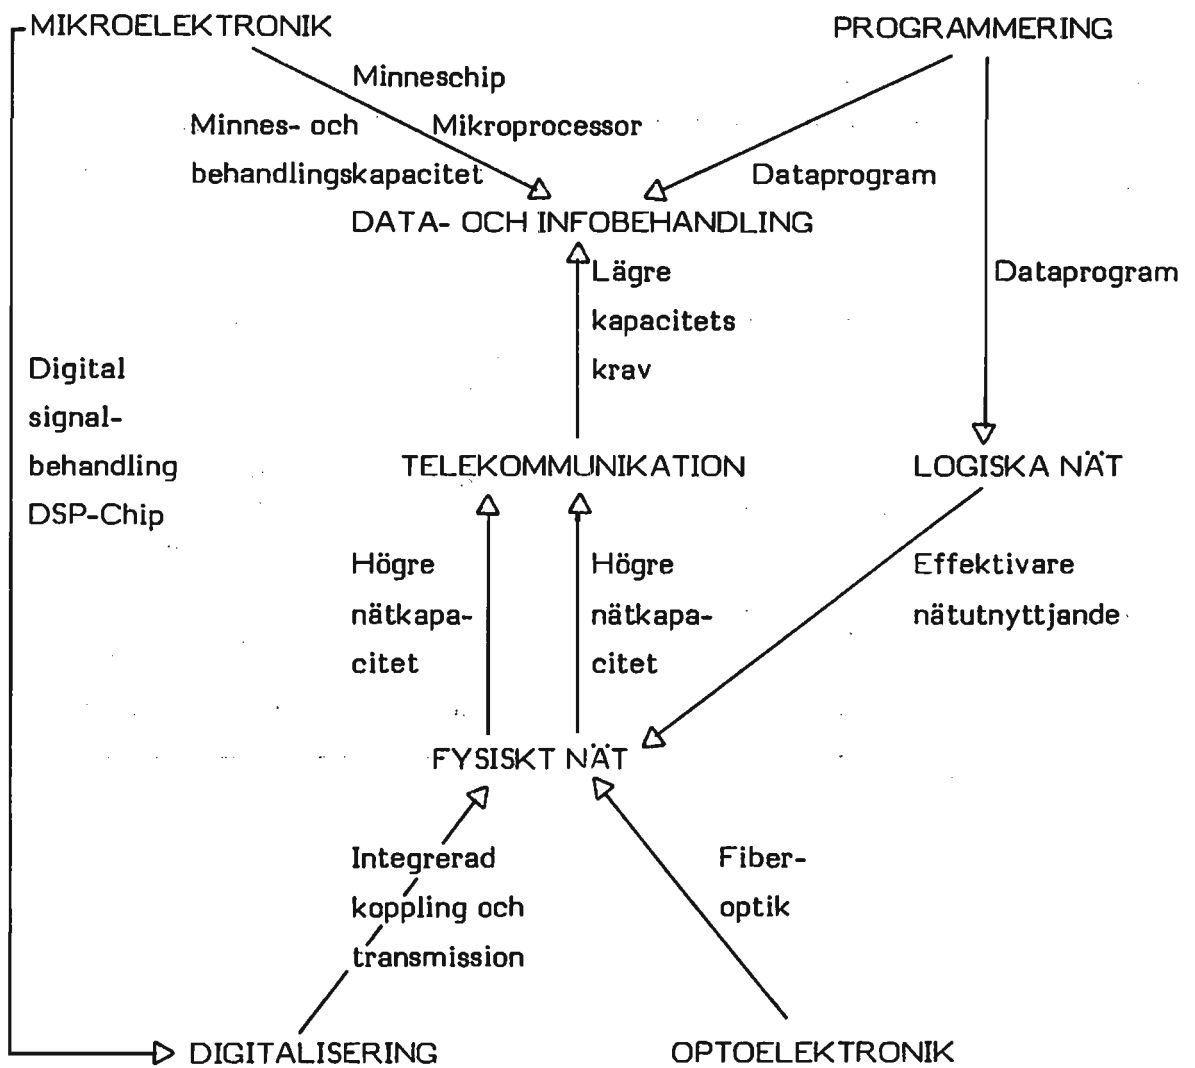 MIKROELEKTRONIK
PROGRAMMERING
Minneschip
Minnes- och
behandlingskapacitet
Mikroprocessor
Dataprogram
DATA- OCH INFOBEHANDLING
Lägre
kapacitets
krav
Dataprogram
Digital
signal-
behandling
DSP-Chip
TELEKOMMUNIKATION
LOGISKA NÄT
Högre
nätkapa-
citet
Högre
nätkapa-
citet
Effektivare
nätutnyttjande
FYSISKT NÄT
Integrerad
koppling och
transmission
Fiber-
optik
DIGITALISERING
OPTOELEKTRONIK